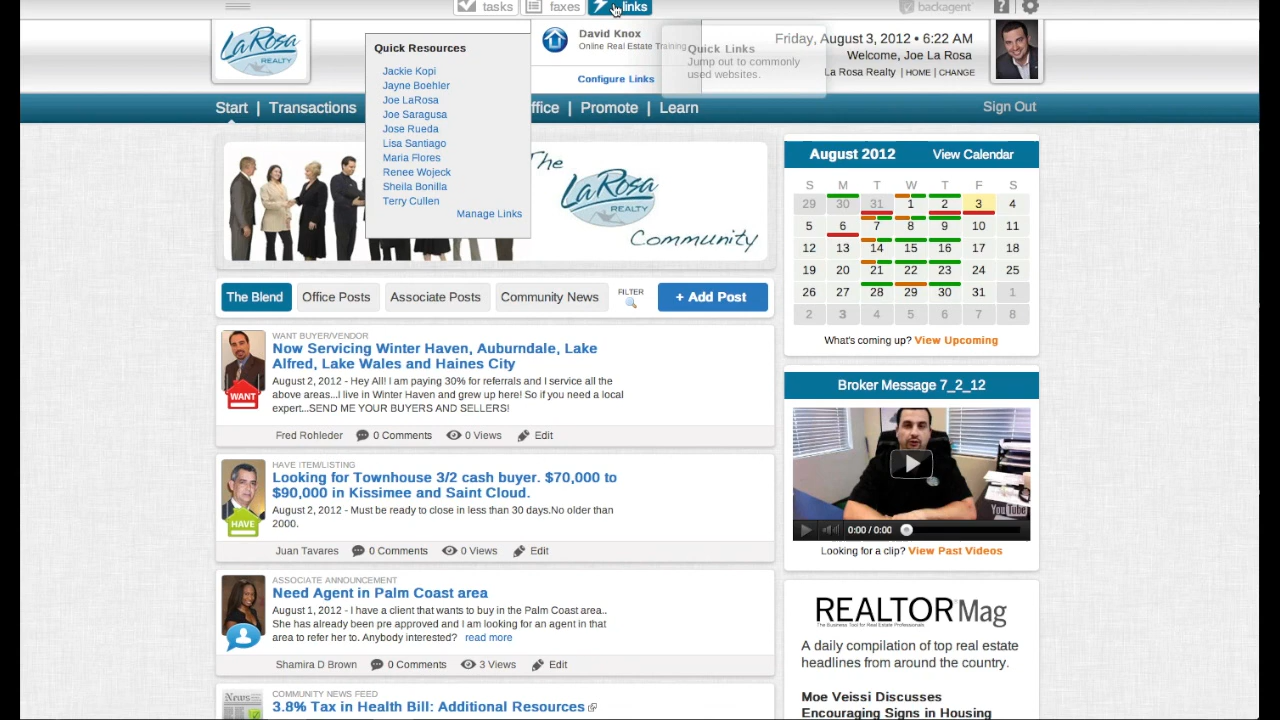 tasks
faxes
links
backagent
?
LaRosa
REALTY
Quick Resources
Jackie Kopi
Jayne Boehler
Joe LaRosa
Joe Saragusa
Jose Rueda
Lisa Santiago
Maria Flores
Renee Wojeck
Sheila Bonilla
Terry Cullen
Manage Links
David Knox
Online Real Estate Training
Configure Links
Quick Links
Jump out to commonly
used websites.
Friday, August 3, 2012 • 6:22 AM
Welcome, Joe La Rosa
La Rosa Realty | HOME | CHANGE
Start | Transactions
ffice | Promote | Learn
Sign Out
The
LaRosa
REALTY
Community
The Blend
Office Posts
Associate Posts
Community News
FILTER
+ Add Post
WANT BUYER/VENDOR
Now Servicing Winter Haven, Auburndale, Lake
Alfred, Lake Wales and Haines City
August 2, 2012 - Hey All! I am paying 30% for referrals and I service all the
above areas...I live in Winter Haven and grew up here! So if you need a local
expert...SEND ME YOUR BUYERS AND SELLERS!
WANT
Fred Rohleder 0 Comments 0 Views Edit
HAVE ITEM/LISTING
Looking for Townhouse 3/2 cash buyer. $70,000 to
$90,000 in Kissimee and Saint Cloud.
August 2, 2012 - Must be ready to close in less than 30 days.No older than
2000.
HAVE
Juan Tavares 0 Comments 0 Views Edit
ASSOCIATE ANNOUNCEMENT
Need Agent in Palm Coast area
August 1, 2012 - I have a client that wants to buy in the Palm Coast area..
She has already been pre approved and I am looking for an agent in that
area to refer her to. Anybody interested? read more
Shamira D Brown 0 Comments 3 Views Edit
COMMUNITY NEWS FEED
News
3.8% Tax in Health Bill: Additional Resources
August 2012 View Calendar
S M T W T F S
29 30 31 1 2 3 4
5 6 7 8 9 10 11
12 13 14 15 16 17 18
19 20 21 22 23 24 25
26 27 28 29 30 31 1
2 3 4 5 6 7 8
What's coming up? View Upcoming
Broker Message 7_2_12
YouTube
0:00 / 0:00
Looking for a clip? View Past Videos
REALTOR Mag
The Business Tool for Real Estate Professionals
A daily compilation of top real estate
headlines from around the country.
Moe Veissi Discusses
Encouraging Signs in Housing